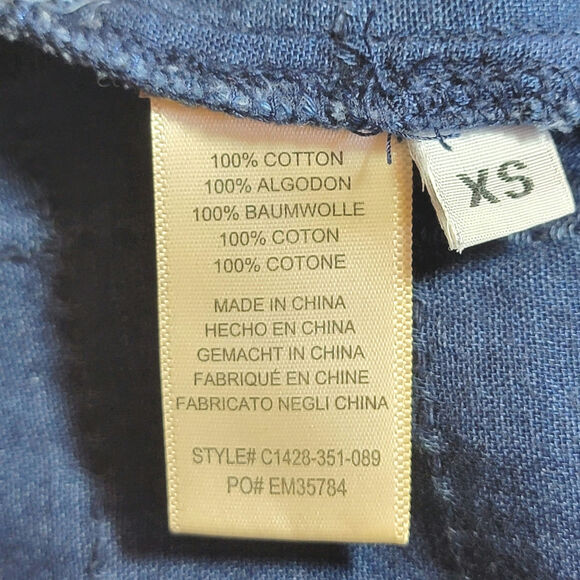 100% COTTON
100% ALGODON
100% BAUMWOLLE
100% COTON
100% COTONE
MADE IN CHINA
HECHO EN CHINA
GEMACHT IN CHINA
FABRIQUÉ EN CHINE
FABRICATO NEGLI CHINA
STYLE# C1428-351-089
PO# EM35784
XS